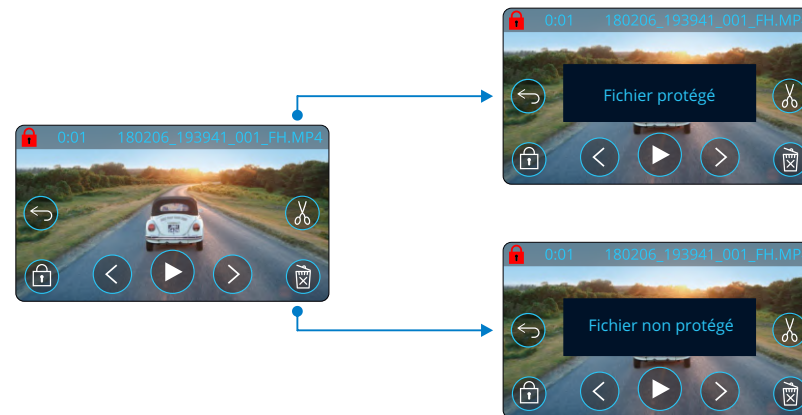 0:01 180206_193941_001_FH.MP4
0:01 180206_193941_001_FH.MP
Fichier protégé
0:01 180206_193941_001_FH.MP
Fichier non protégé